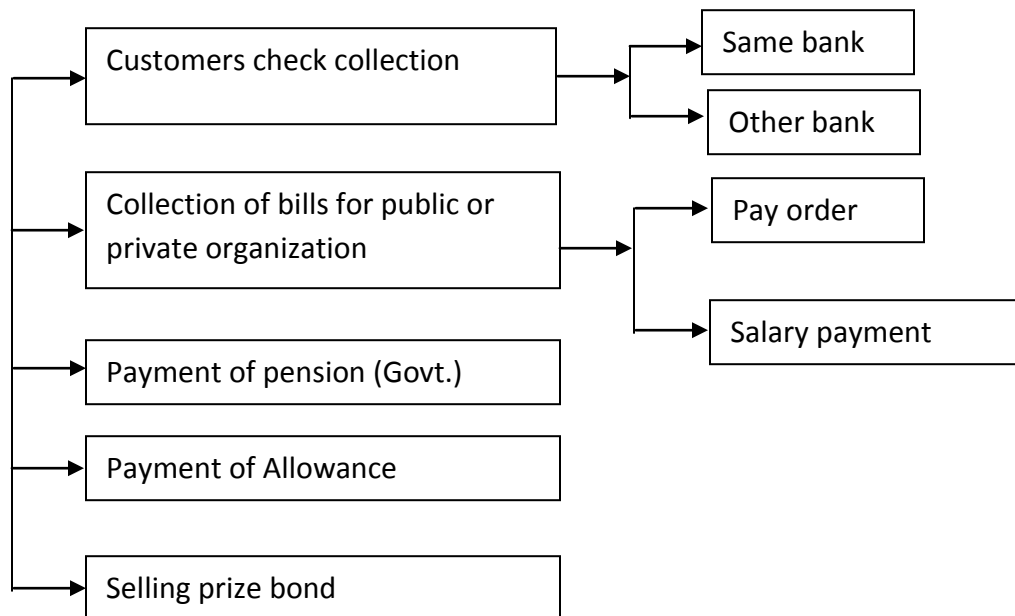 Customers check collection
Same bank
Other bank
Collection of bills for public or
private organization
Pay order
Salary payment
Payment of pension (Govt.)
Payment of Allowance
Selling prize bond